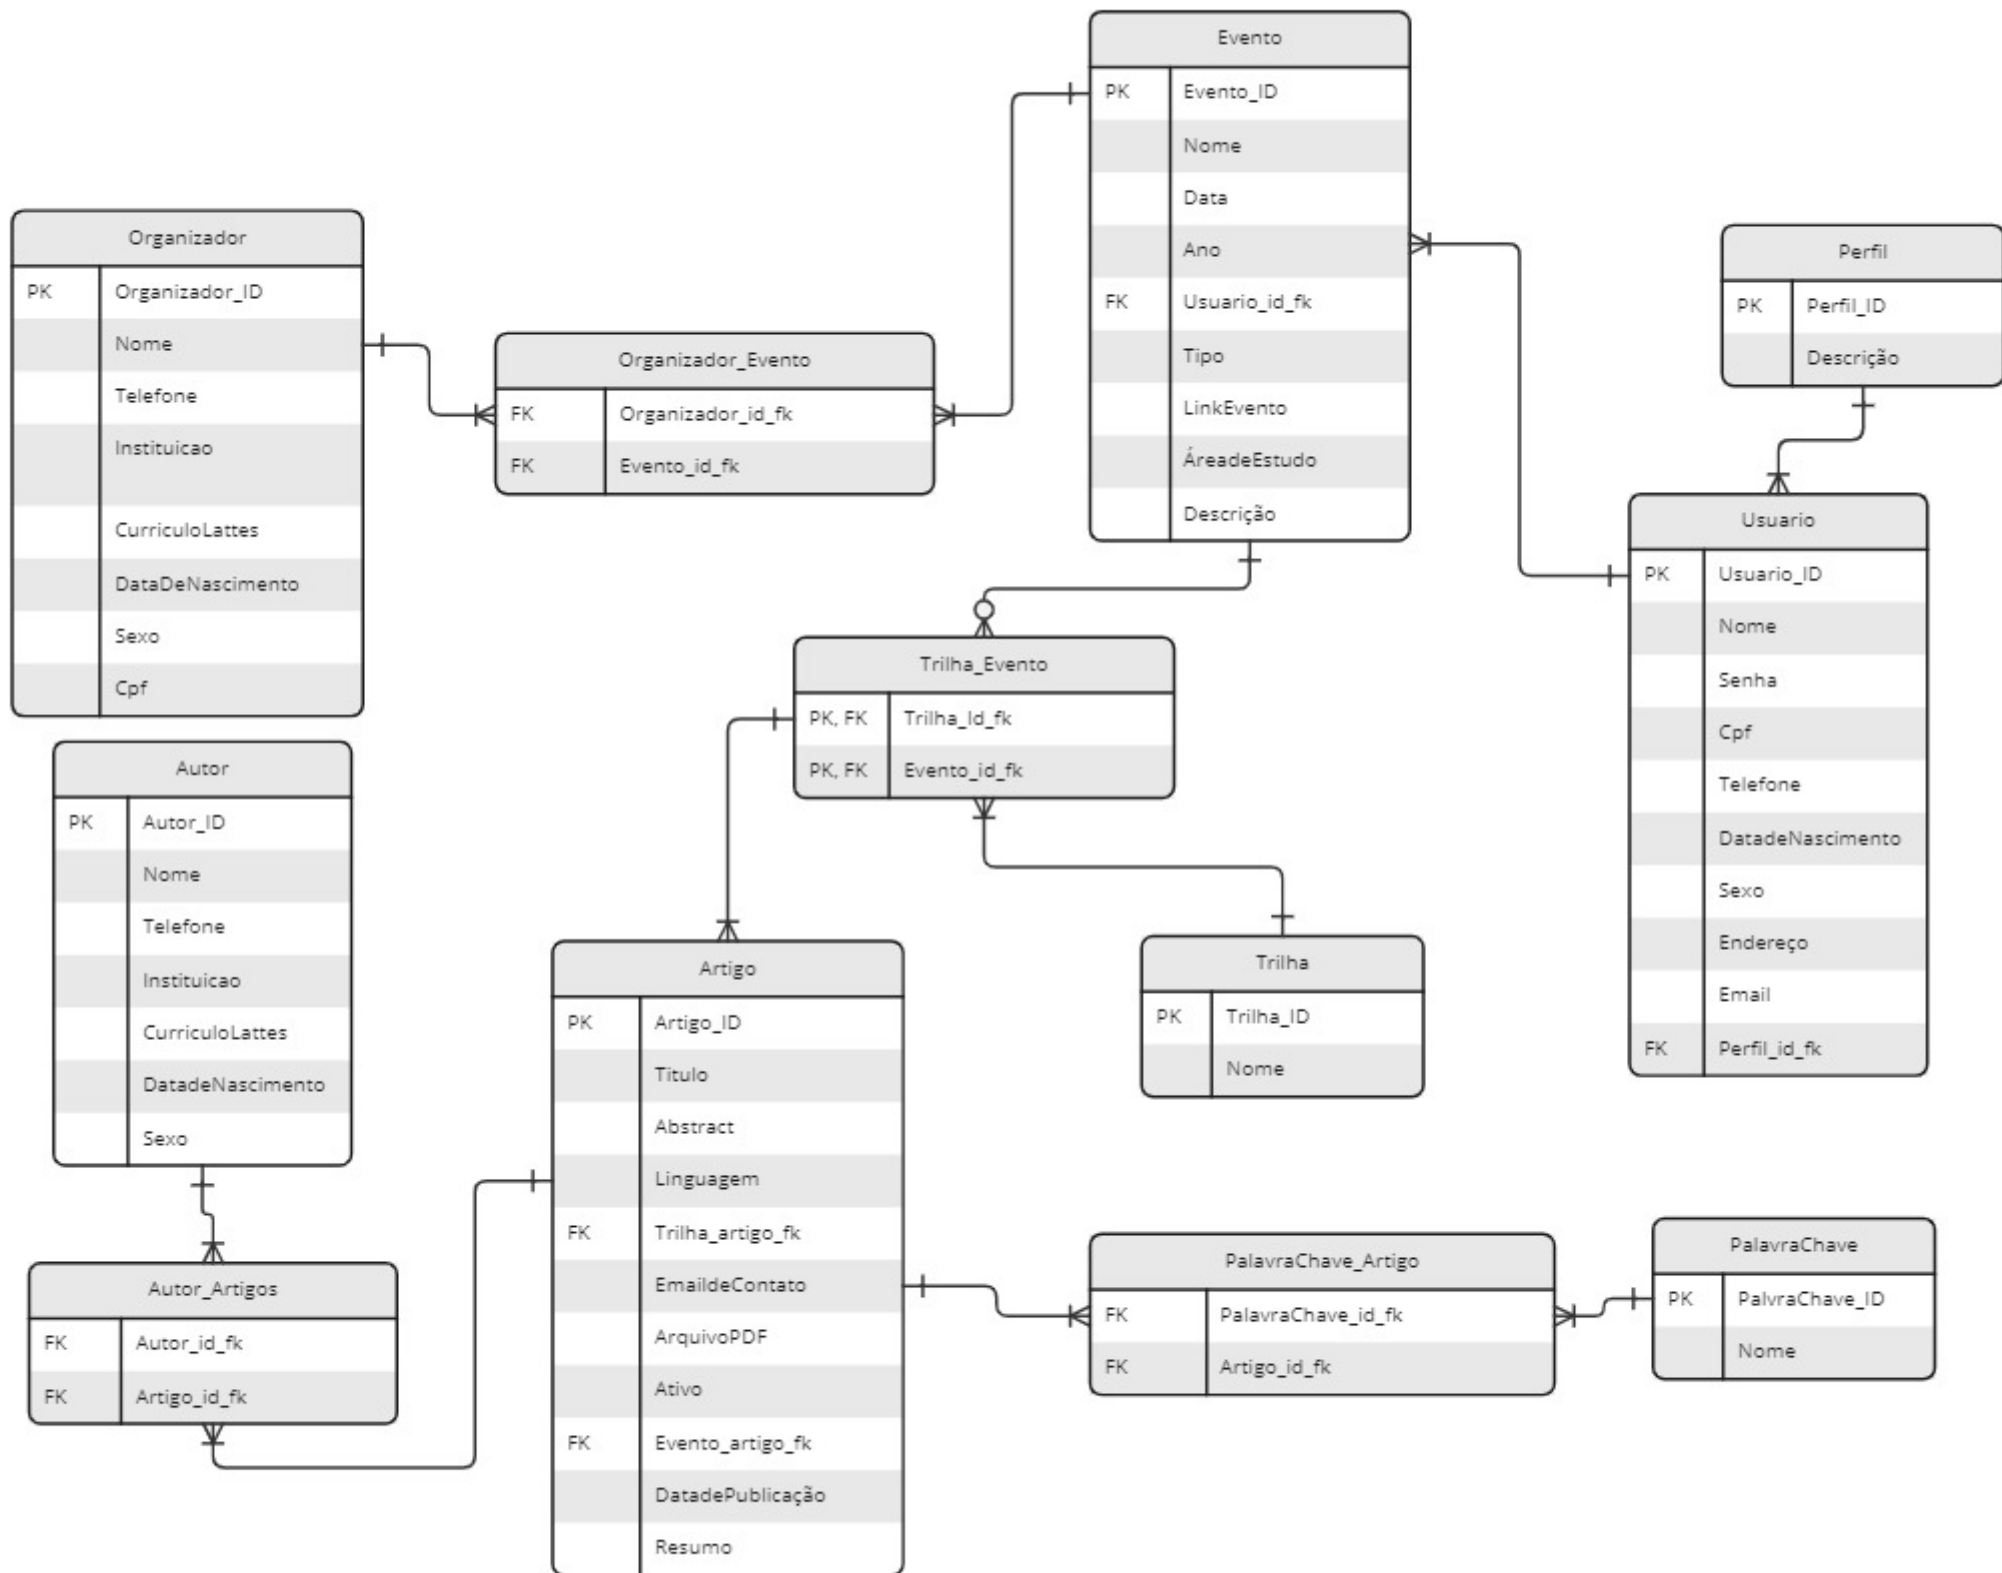 Evento
PK Evento_ID
Nome
Data
Ano
FK Usuario_id_fk
Tipo
LinkEvento
ÁreadeEstudo
Descrição
Organizador
PK Organizador_ID
Nome
Telefone
Instituicao
CurriculoLattes
DataDeNascimento
Sexo
Cpf
Organizador_Evento
FK Organizador_id_fk
FK Evento_id_fk
Perfil
PK Perfil_ID
Descrição
Usuario
PK Usuario_ID
Nome
Senha
Cpf
Telefone
DatadeNascimento
Sexo
Endereço
Email
FK Perfil_id_fk
Trilha_Evento
PK, FK Trilha_Id_fk
PK, FK Evento_id_fk
Autor
PK Autor_ID
Nome
Telefone
Instituicao
CurriculoLattes
DatadeNascimento
Sexo
Artigo
PK Artigo_ID
Titulo
Abstract
Linguagem
FK Trilha_artigo_fk
EmaildeContato
ArquivoPDF
Ativo
FK Evento_artigo_fk
DatadePublicação
Resumo
Trilha
PK Trilha_ID
Nome
Autor_Artigos
FK Autor_id_fk
FK Artigo_id_fk
PalavraChave_Artigo
FK PalavraChave_id_fk
FK Artigo_id_fk
PalavraChave
PK PalvraChave_ID
Nome